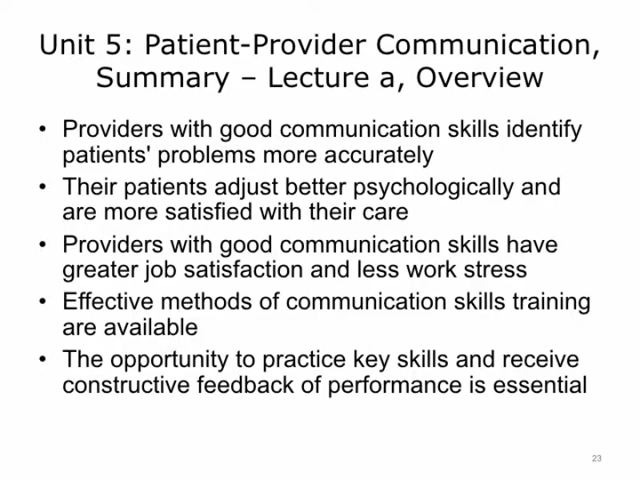 Unit 5: Patient-Provider Communication,
Summary – Lecture a, Overview
• Providers with good communication skills identify
patients' problems more accurately
• Their patients adjust better psychologically and
are more satisfied with their care
• Providers with good communication skills have
greater job satisfaction and less work stress
• Effective methods of communication skills training
are available
• The opportunity to practice key skills and receive
constructive feedback of performance is essential
23